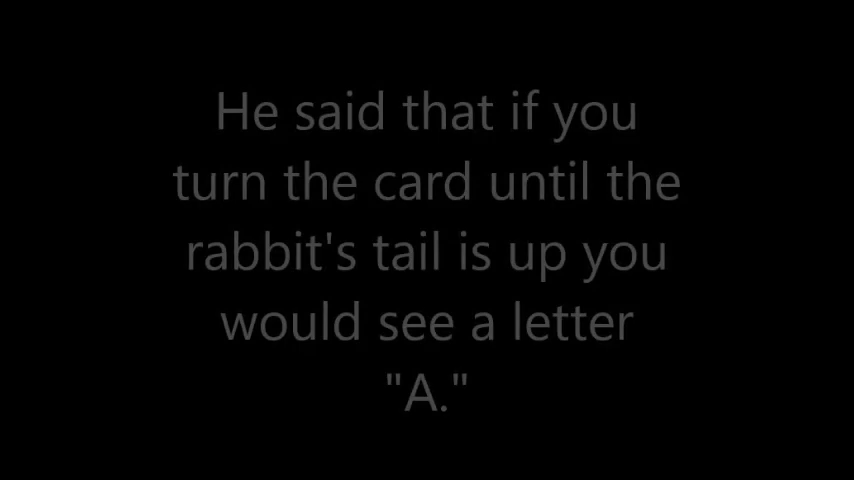 He said that if you
turn the card until the
rabbit's tail is up you
would see a letter
"A."